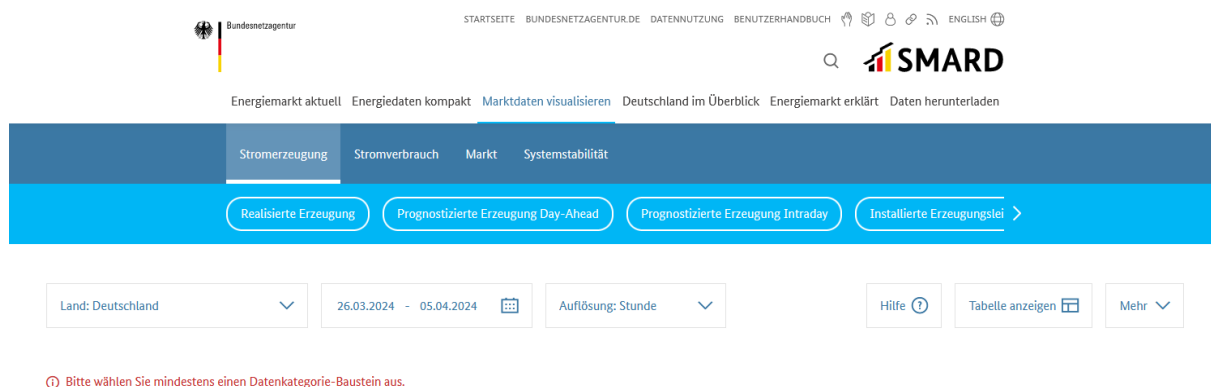 Bundesnetzagentur
STARTSEITE BUNDESNETZAGENTUR.DE DATENNUTZUNG BENUTZERHANDBUCH ENGLISH
SMARD
Energiemarkt aktuell Energiedaten kompakt Marktdaten visualisieren Deutschland im Überblick Energiemarkt erklärt Daten herunterladen
Stromerzeugung Stromverbrauch Markt Systemstabilität
Realisierte Erzeugung Prognostizierte Erzeugung Day-Ahead Prognostizierte Erzeugung Intraday Installierte Erzeugungslei
Land: Deutschland 26.03.2024 - 05.04.2024 Auflösung: Stunde Hilfe ? Tabelle anzeigen Mehr
Bitte wählen Sie mindestens einen Datenkategorie-Baustein aus.